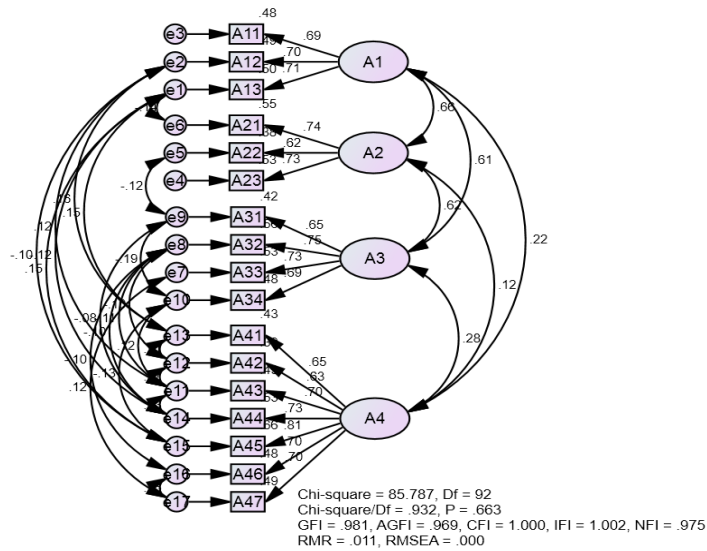 .48
e3 A11 .69
e2 A12 .70 A1
e1 A13 .71
.55
e6 A21 .74 .66
e5 A22 .62 A2
e4 A23 .73 .61
-.12
.42
e9 A31 .65 .62
e8 A32 .75 .22
e7 A33 .73 A3 .12
e10 A34 .69
-.19
.43 .28
e13 A41 .65
e12 A42 .63
e11 A43 .70
e14 A44 .73 A4
e15 A45 .81
.66
e16 A46 .70
.48
e17 A47 .70
.49
.15
.12
-.10
.15
-.08
-.10
.12
Chi-square = 85.787, Df = 92
Chi-square/Df = .932, P = .663
GFI = .981, AGFI = .969, CFI = 1.000, IFI = 1.002, NFI = .975
RMR = .011, RMSEA = .000